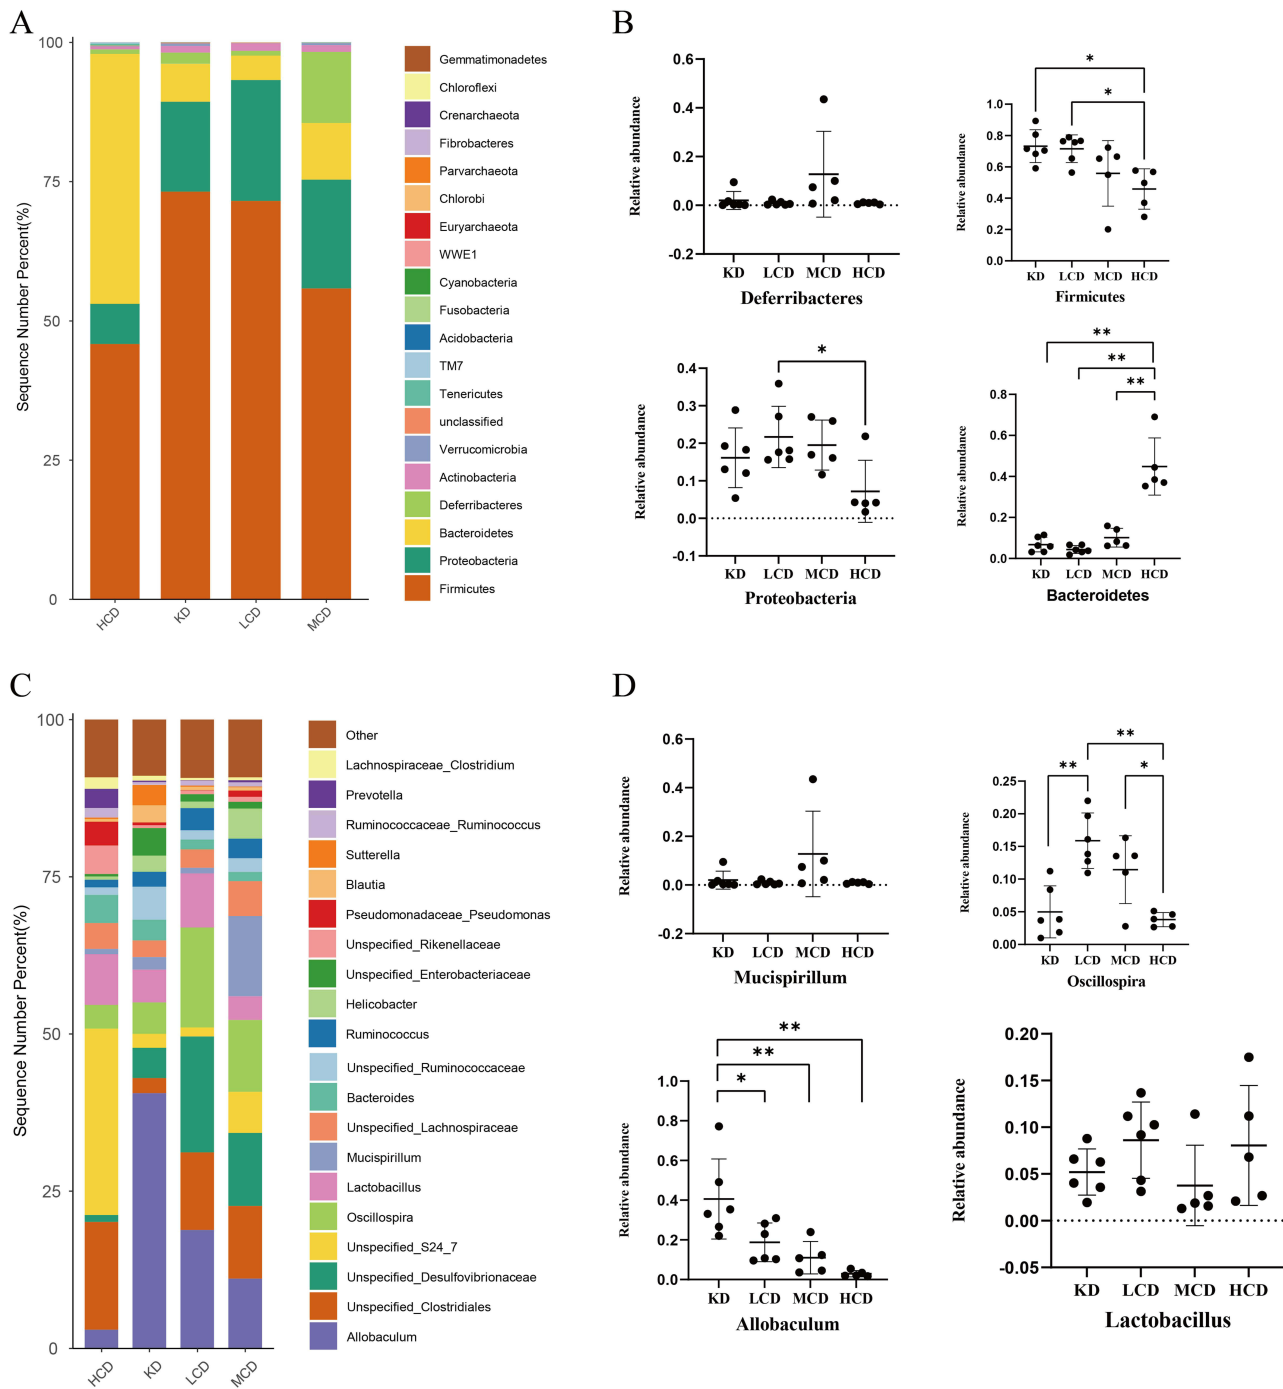 A
100
75
50
25
0
Sequence Number Percent(%)
HCD
KD
LCD
MCD
Gemmatimonadetes
Chloroflexi
Crenarchaeota
Fibrobacteres
Parvarchaeota
Chlorobi
Euryarchaeota
WWE1
Cyanobacteria
Fusobacteria
Acidobacteria
TM7
Tenericutes
unclassified
Verrucomicrobia
Actinobacteria
Deferribacteres
Bacteroidetes
Proteobacteria
Firmicutes
B
0.6
0.4
0.2
0.0
-0.2
Relative abundance
KD LCD MCD HCD
Deferribacteres
*
*
1.0
0.8
0.6
0.4
0.2
0.0
Relative abundance
KD LCD MCD HCD
Firmicutes
*
0.4
0.3
0.2
0.1
0.0
-0.1
Relative abundance
KD LCD MCD HCD
Proteobacteria
**
**
**
0.8
0.6
0.4
0.2
0.0
Relative abundance
KD LCD MCD HCD
Bacteroidetes
C
100
75
50
25
0
Sequence Number Percent(%)
HCD
KD
LCD
MCD
Other
Lachnospiraceae_Clostridium
Prevotella
Ruminococcaceae_Ruminococcus
Sutterella
Blautia
Pseudomonadaceae_Pseudomonas
Unspecified_Rikenellaceae
Unspecified_Enterobacteriaceae
Helicobacter
Ruminococcus
Unspecified_Ruminococcaceae
Bacteroides
Unspecified_Lachnospiraceae
Mucispirillum
Lactobacillus
Oscillospira
Unspecified_S24_7
Unspecified_Desulfovibrionaceae
Unspecified_Clostridiales
Allobaculum
D
0.6
0.4
0.2
0.0
-0.2
Relative abundance
KD LCD MCD HCD
Mucispirillum
**
** *
0.25
0.20
0.15
0.10
0.05
0.00
Relative abundance
KD LCD MCD HCD
Oscillospira
**
**
*
1.0
0.8
0.6
0.4
0.2
0.0
Relative abundance
KD LCD MCD HCD
Allobaculum
0.20
0.15
0.10
0.05
0.00
-0.05
Relative abundance
KD LCD MCD HCD
Lactobacillus